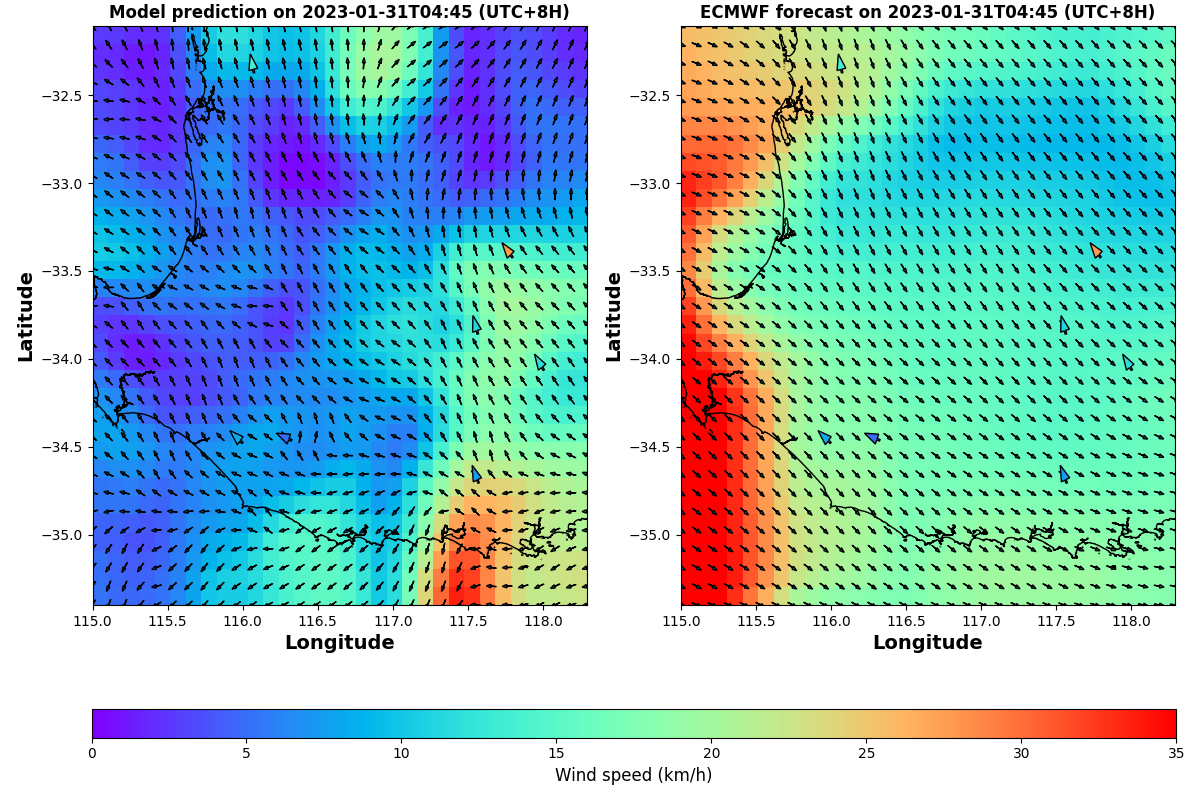 Model prediction on 2023-01-31T04:45 (UTC+8H)
ECMWF forecast on 2023-01-31T04:45 (UTC+8H)
Latitude
−32.5
−33.0
−33.5
−34.0
−34.5
−35.0
115.0 115.5 116.0 116.5 117.0 117.5 118.0
Longitude
Latitude
−32.5
−33.0
−33.5
−34.0
−34.5
−35.0
115.0 115.5 116.0 116.5 117.0 117.5 118.0
Longitude
0 5 10 15 20 25 30 35
Wind speed (km/h)